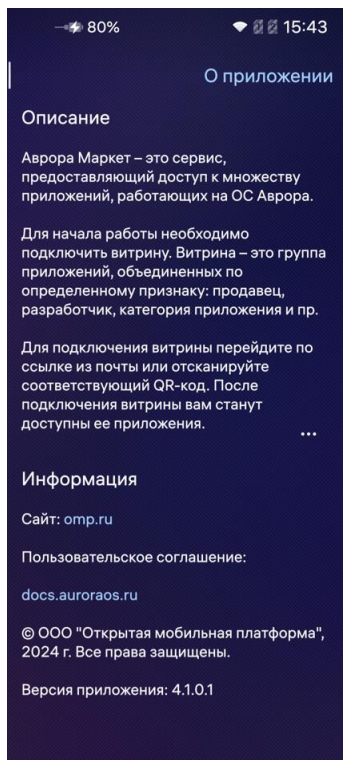 80%
15:43
О приложении
Описание
Аврора Маркет – это сервис,
предоставляющий доступ к множеству
приложений, работающих на ОС Аврора.
Для начала работы необходимо
подключить витрину. Витрина – это группа
приложений, объединенных по
определенному признаку: продавец,
разработчик, категория приложения и пр.
Для подключения витрины перейдите по
ссылке из почты или отсканируйте
соответствующий QR-код. После
подключения витрины вам станут
доступны ее приложения.
...
Информация
Сайт: omp.ru
Пользовательское соглашение:
docs.auroraos.ru
© ООО "Открытая мобильная платформа",
2024 г. Все права защищены.
Версия приложения: 4.1.0.1